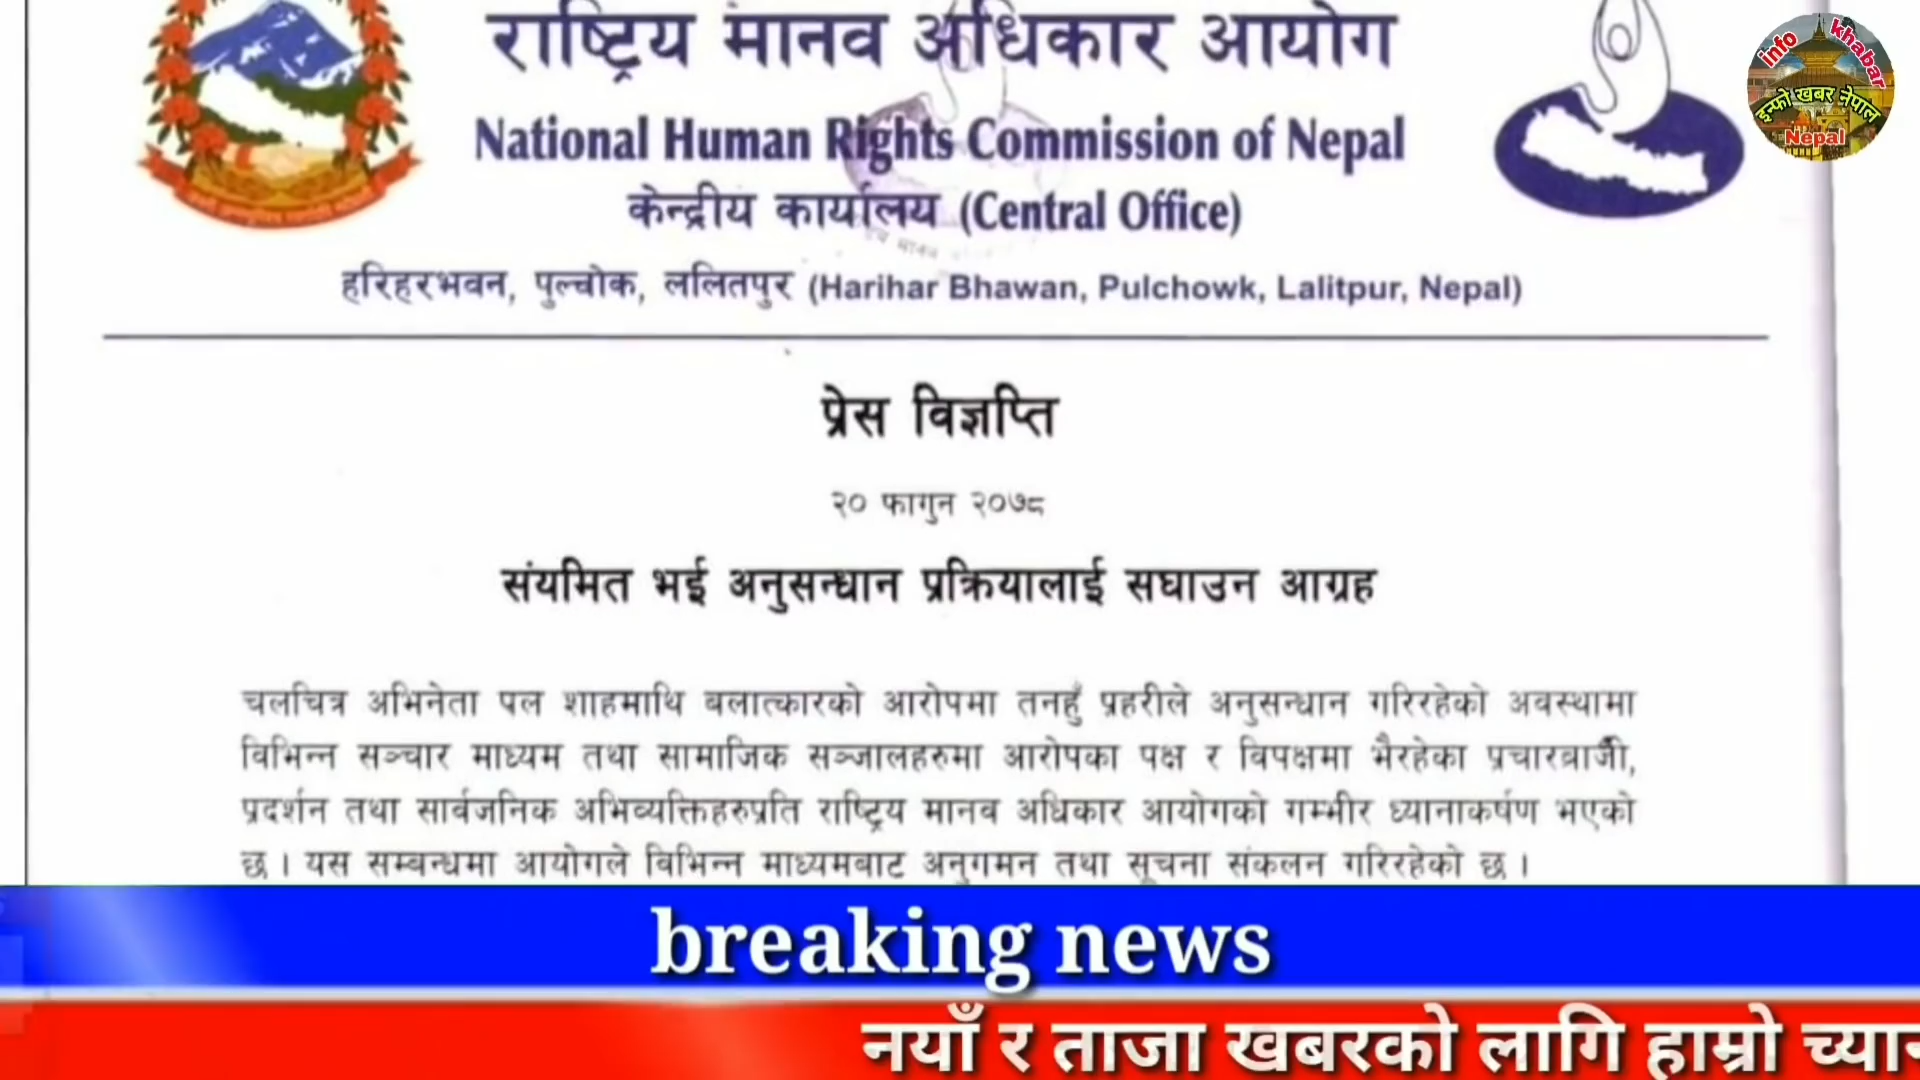 राष्ट्रिय मानव अधिकार आयोग
National Human Rights Commission of Nepal
केन्द्रीय कार्यालय (Central Office)
हरिहरभवन, पुल्चोक, ललितपुर (Harihar Bhawan, Pulchowk, Lalitpur, Nepal)
info khabar
इन्फो खबर नेपाल
Nepal
प्रेस विज्ञप्ति
२० फागुन २०७८
संयमित भई अनुसन्धान प्रक्रियालाई सघाउन आग्रह
चलचित्र अभिनेता पल शाहमाथि बलात्कारको आरोपमा तनहुँ प्रहरीले अनुसन्धान गरिरहेको अवस्थामा
विभिन्न सञ्चार माध्यम तथा सामाजिक सञ्जालहरुमा आरोपका पक्ष र विपक्षमा भैरहेका प्रचारबाजी,
प्रदर्शन तथा सार्वजनिक अभिव्यक्तिहरुप्रति राष्ट्रिय मानव अधिकार आयोगको गम्भीर ध्यानाकर्षण भएको
छ । यस सम्बन्धमा आयोगले विभिन्न माध्यमबाट अनुगमन तथा सूचना संकलन गरिरहेको छ ।
breaking news
नयाँ र ताजा खबरको लागि हाम्रो